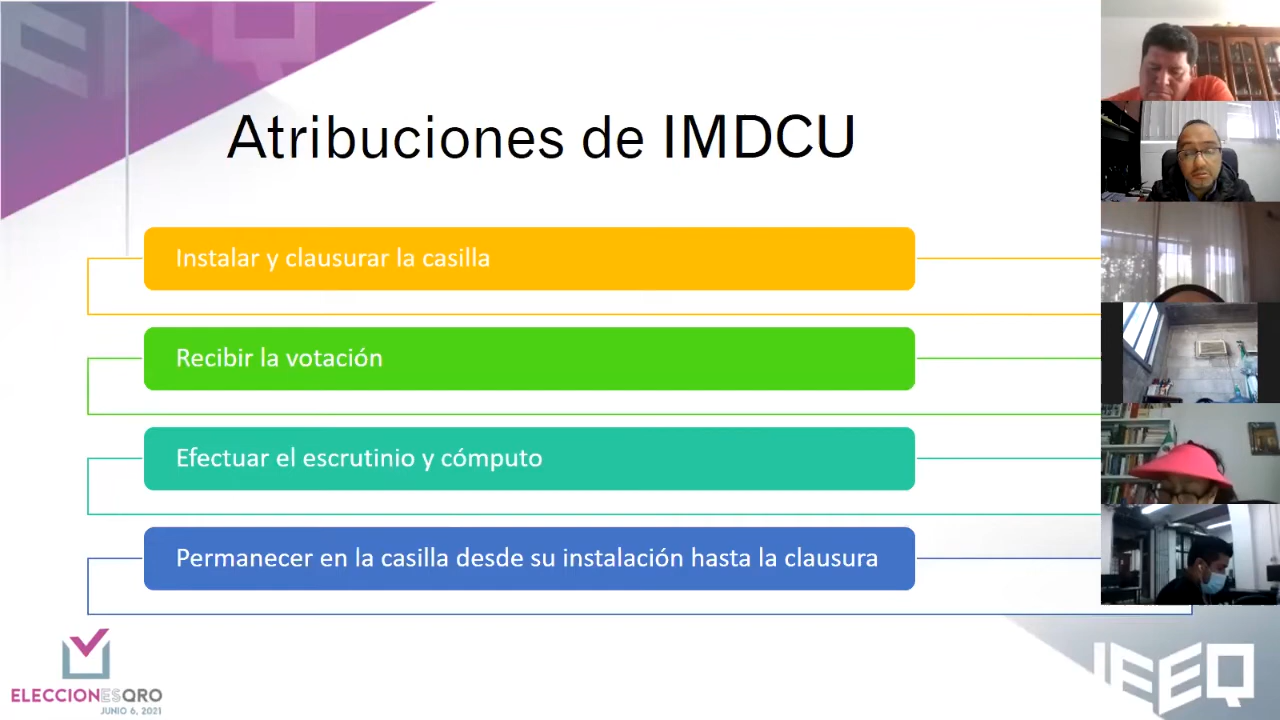 Atribuciones de IMDCU
Instalar y clausurar la casilla
Recibir la votación
Efectuar el escrutinio y cómputo
Permanecer en la casilla desde su instalación hasta la clausura
ELECCIONESQRO
JUNIO 6, 2021
IEEQ